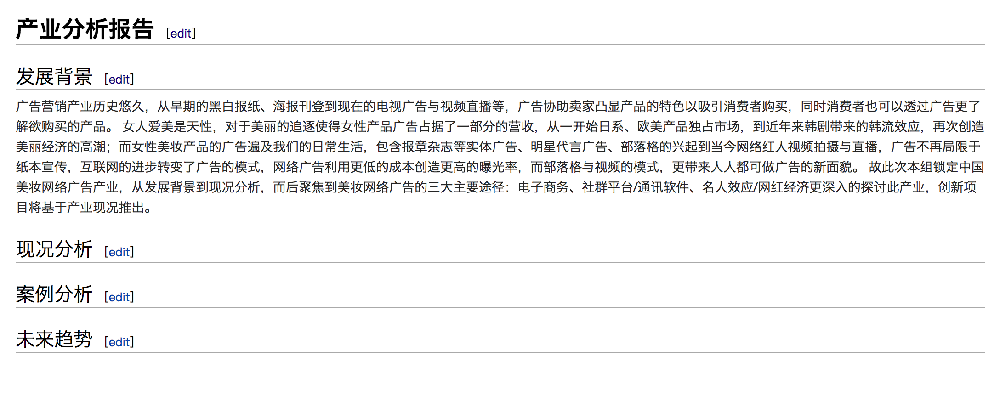 产业分析报告 [edit]
发展背景 [edit]
广告营销产业历史悠久，从早期的黑白报纸、海报刊登到现在的电视广告与视频直播等，广告协助卖家凸显产品的特色以吸引消费者购买，同时消费者也可以透过广告更了
解欲购买的产品。 女人爱美是天性，对于美丽的追逐使得女性产品广告占据了一部分的营收，从一开始日系、欧美产品独占市场，到近年来韩剧带来的韩流效应，再次创造
美丽经济的高潮；而女性美妆产品的广告遍及我们的日常生活，包含报章杂志等实体广告、明星代言广告、部落格的兴起到当今网络红人视频拍摄与直播，广告不再局限于
纸本宣传，互联网的进步转变了广告的模式，网络广告利用更低的成本创造更高的曝光率，而部落格与视频的模式，更带来人人都可做广告的新面貌。 故此次本组锁定中国
美妆网络广告产业，从发展背景到现况分析，而后聚焦到美妆网络广告的三大主要途径：电子商务、社群平台/通讯软件、名人效应/网红经济更深入的探讨此产业，创新项
目将基于产业现况推出。
现况分析 [edit]
案例分析 [edit]
未来趋势 [edit]